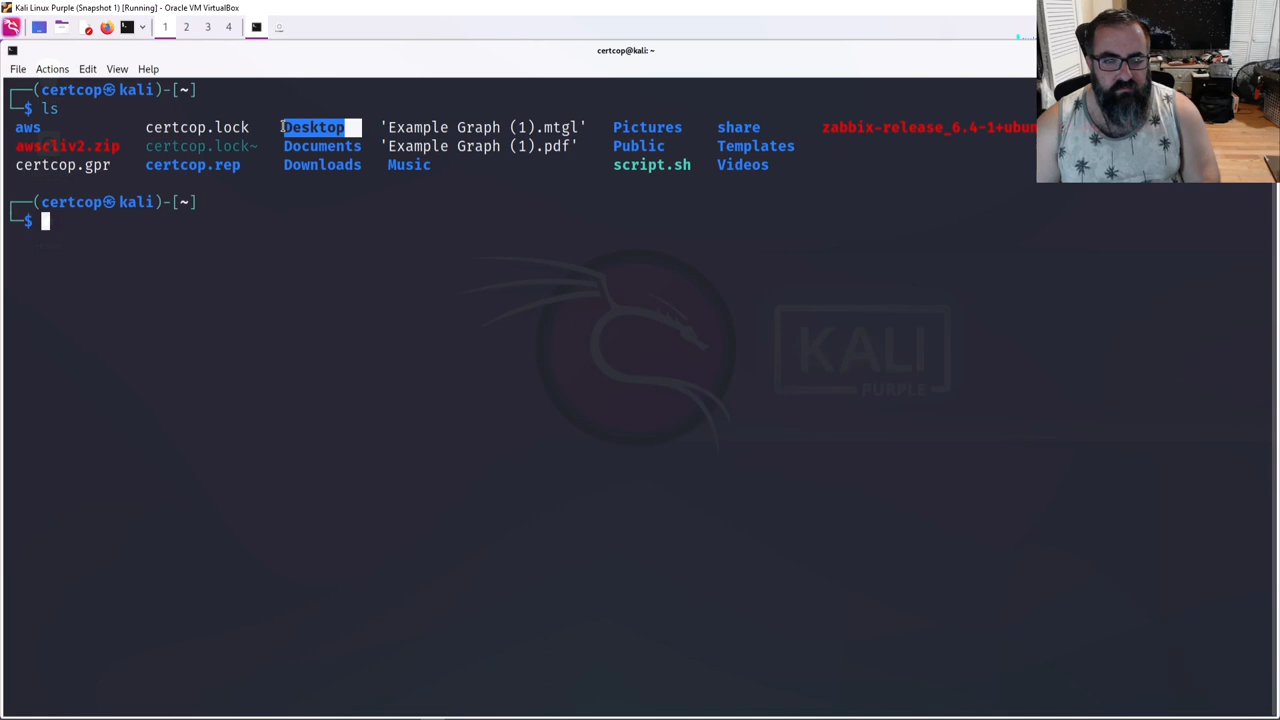 Kali Linux Purple (Snapshot 1) [Running] - Oracle VM VirtualBox
1 2 3 4
certcop@kali: ~
File Actions Edit View Help
┌──(certcop㉿kali)-[~]
└─$ ls
aws certcop.lock Desktop 'Example Graph (1).mtgl' Pictures share zabbix-release_6.4-1+ubun
awscliv2.zip certcop.lock~ Documents 'Example Graph (1).pdf' Public Templates
certcop.gpr certcop.rep Downloads Music script.sh Videos
┌──(certcop㉿kali)-[~]
└─$
KALI
PURPLE